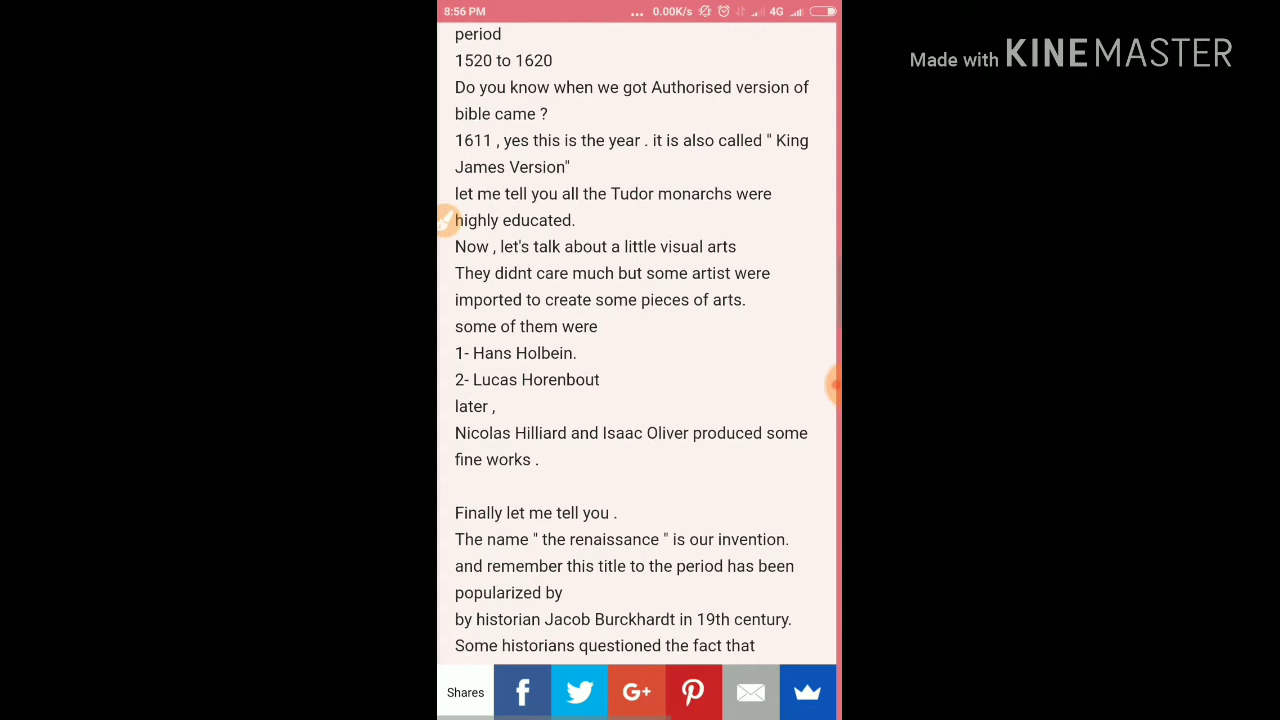 8:56 PM ... 0.00K/s 4G
Made with KINEMASTER
period
1520 to 1620
Do you know when we got Authorised version of
bible came ?
1611 , yes this is the year . it is also called " King
James Version"
let me tell you all the Tudor monarchs were
highly educated.
Now , let's talk about a little visual arts
They didnt care much but some artist were
imported to create some pieces of arts.
some of them were
1- Hans Holbein.
2- Lucas Horenbout
later ,
Nicolas Hilliard and Isaac Oliver produced some
fine works .
Finally let me tell you .
The name " the renaissance " is our invention.
and remember this title to the period has been
popularized by
by historian Jacob Burckhardt in 19th century.
Some historians questioned the fact that
Shares f G+